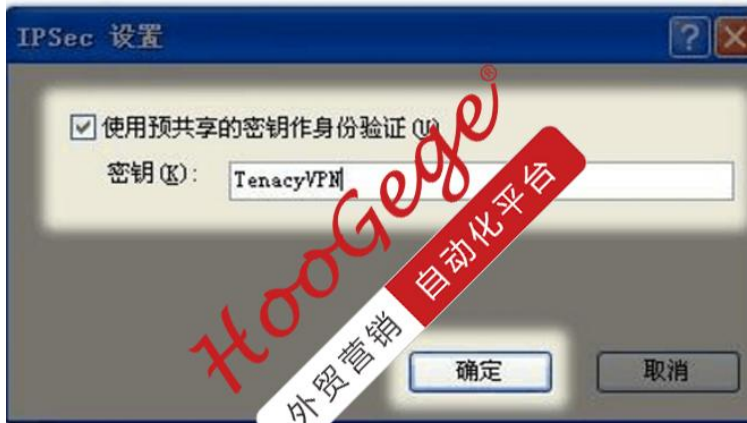 IPSec 设置
使用预共享的密钥作身份验证(U)
密钥(K):
TenacyVPN
HooGege®
外贸营销 自动化平台
确定
取消